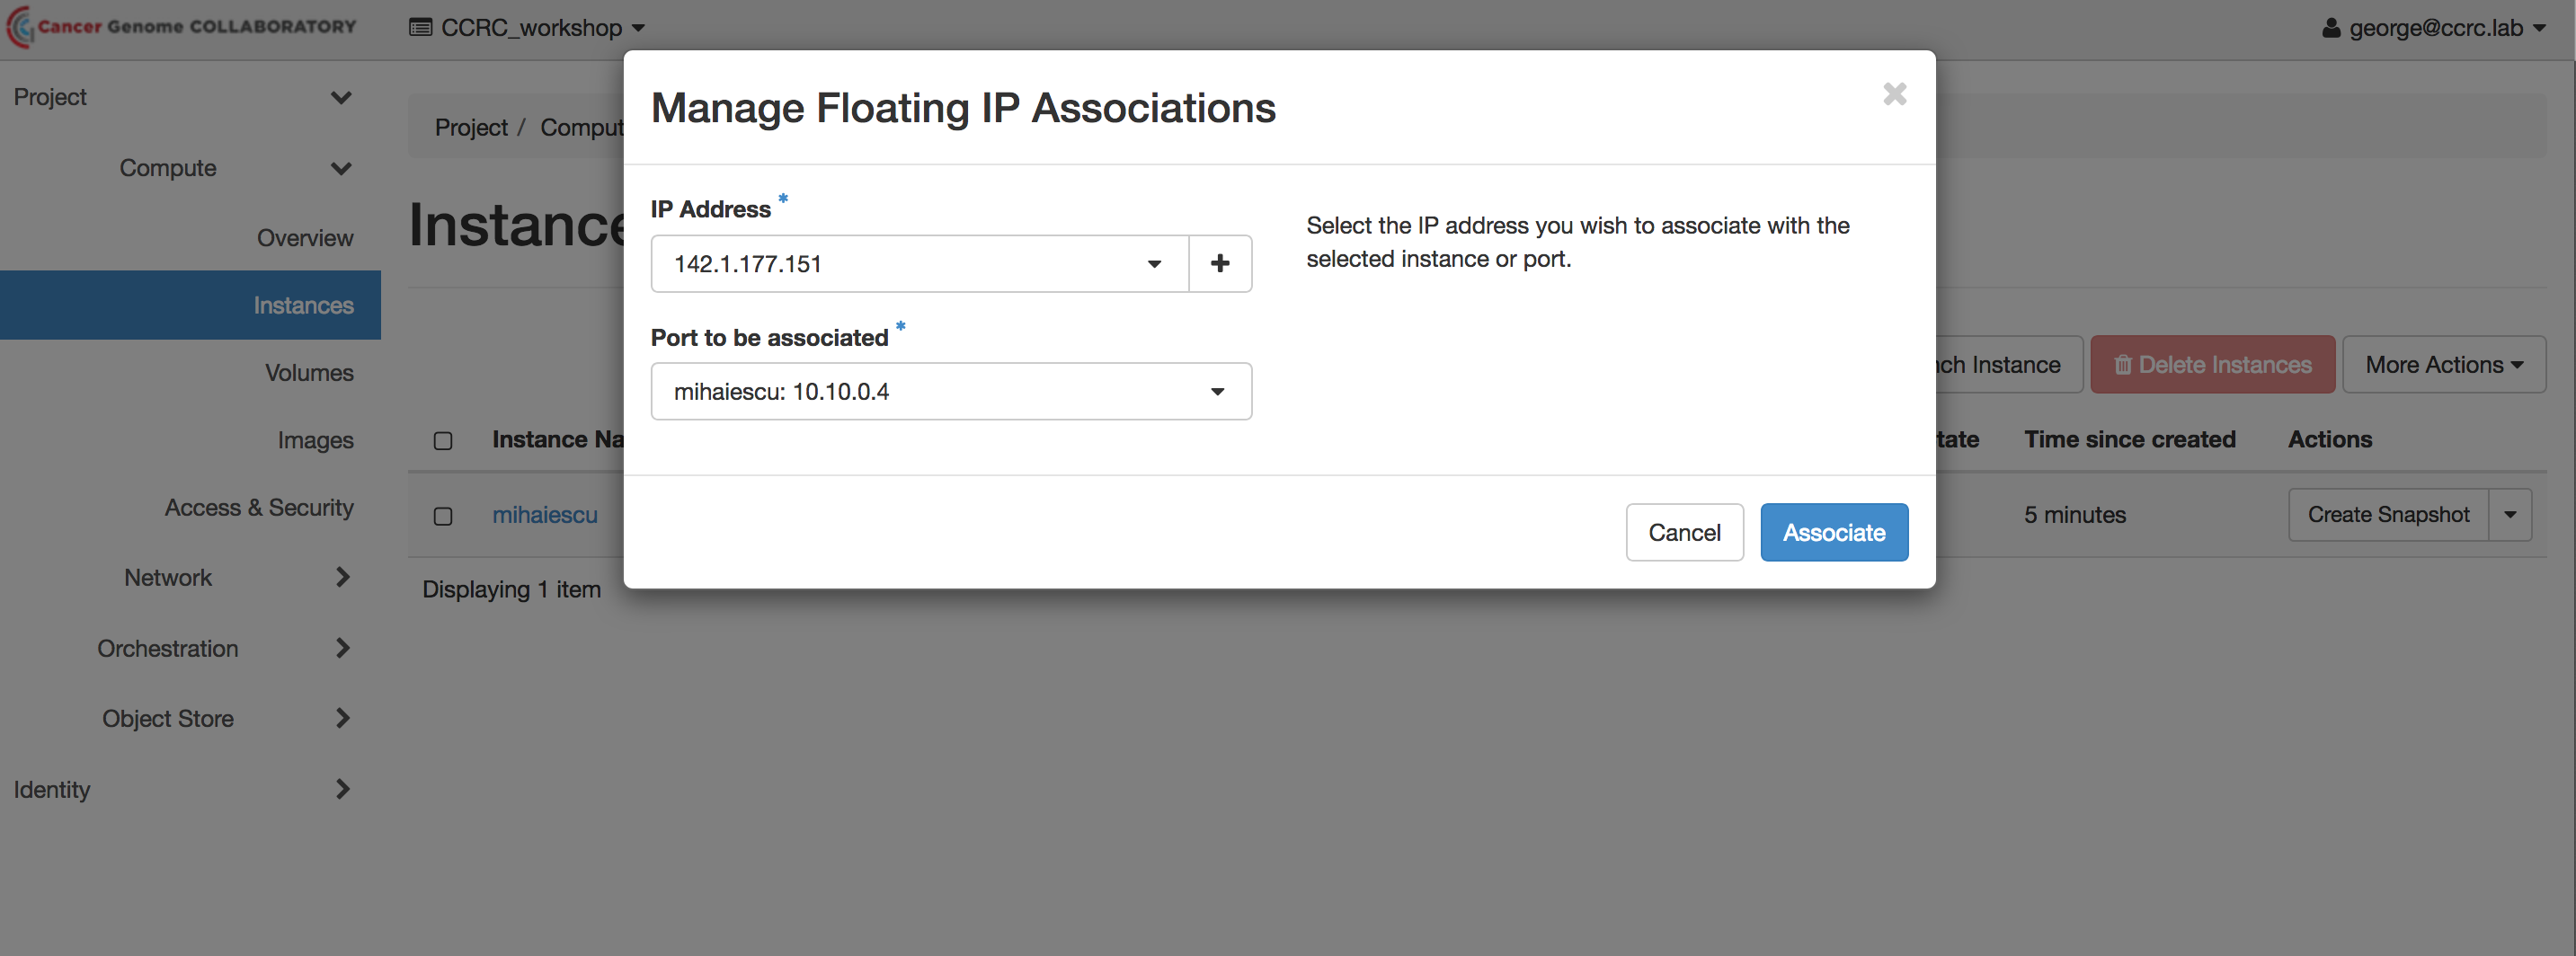 Cancer Genome COLLABORATORY
CCRC_workshop
george@ccrc.lab
Project
Compute
Overview
Instances
Volumes
Images
Access & Security
Network
Orchestration
Object Store
Identity
Project / Comput
Instance
nch Instance
Delete Instances
More Actions
Instance Na
tate
Time since created
Actions
mihaiescu
5 minutes
Create Snapshot
Displaying 1 item
Manage Floating IP Associations
IP Address *
142.1.177.151
Port to be associated *
mihaiescu: 10.10.0.4
Select the IP address you wish to associate with the
selected instance or port.
Cancel
Associate